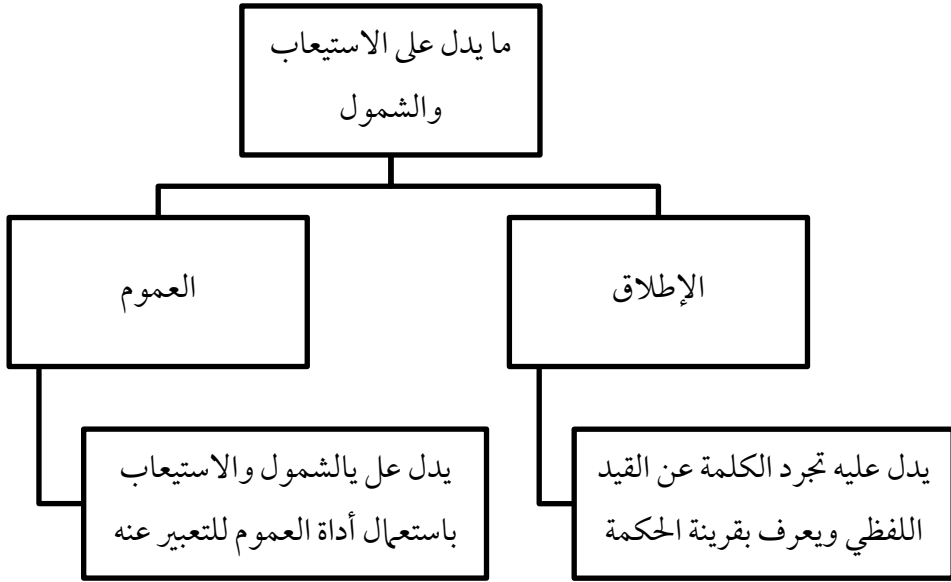 ما يدل على الاستيعاب
والشمول
الإطلاق
العموم
يدل عليه تجرد الكلمة عن القيد
اللفظي ويعرف بقرينة الحكمة
يدل عل يالشمول والاستيعاب
باستعمال أداة العموم للتعبير عنه